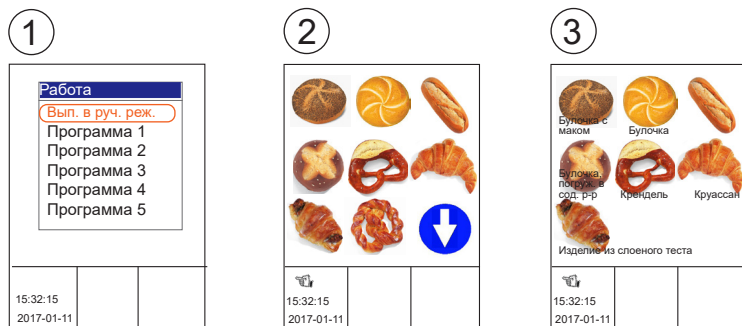 1
2
3
Работа
Вып. в руч. реж.
Программа 1
Программа 2
Программа 3
Программа 4
Программа 5
15:32:15
2017-01-11
15:32:15
2017-01-11
Булочка с
маком
Булочка
Булочка,
погруж. в
сод. р-р
Крендель
Круассан
Изделие из слоеного теста
15:32:15
2017-01-11